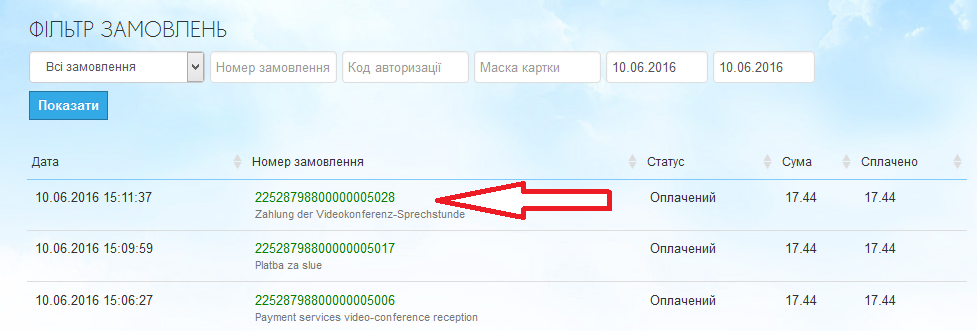 ФІЛЬТР ЗАМОВЛЕНЬ
Всі замовлення Номер замовлення Код авторизації Маска картки 10.06.2016 10.06.2016
Показати
Дата Номер замовлення Статус Сума Сплачено
10.06.2016 15:11:37 22528798800000005028 Оплачений 17.44 17.44
Zahlung der Videokonferenz-Sprechstunde
10.06.2016 15:09:59 22528798800000005017 Оплачений 17.44 17.44
Platba za slue
10.06.2016 15:06:27 22528798800000005006 Оплачений 17.44 17.44
Payment services video-conference reception